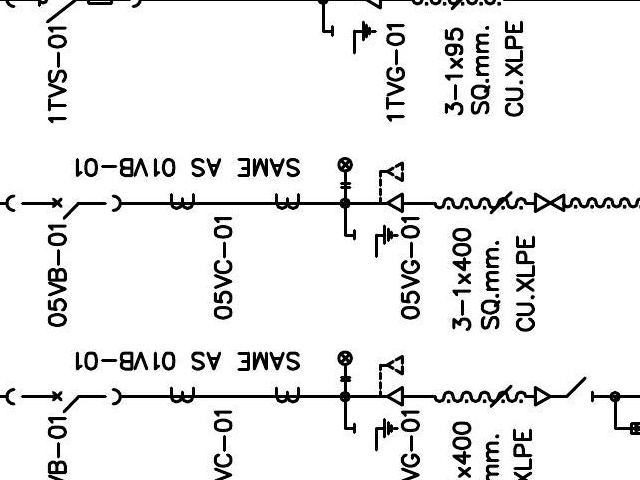 1TVS-01
1TVG-01
3-1x95
SQ.mm.
CU.XLPE
SAME AS 01VB-01
05VB-01
05VC-01
05VG-01
3-1x400
SQ.mm.
CU.XLPE
SAME AS 01VB-01
VB-01
VC-01
VG-01
x400
mm.
CU.XLPE